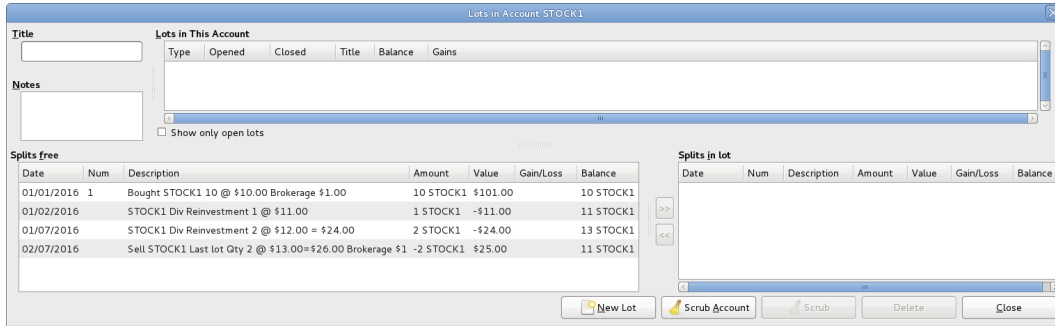 Lots in Account STOCK1
Title
Lots in This Account
Type Opened Closed Title Balance Gains
Notes
Show only open lots
Splits free
Splits in lot
Date Num Description Amount Value Gain/Loss Balance
Date Num Description Amount Value Gain/Loss Balance
01/01/2016 1 Bought STOCK1 10 @ $10.00 Brokerage $1.00 10 STOCK1 $101.00 10 STOCK1
01/02/2016 STOCK1 Div Reinvestment 1 @ $11.00 1 STOCK1 -$11.00 11 STOCK1
>>
01/07/2016 STOCK1 Div Reinvestment 2 @ $12.00 = $24.00 2 STOCK1 -$24.00 13 STOCK1
<<
02/07/2016 Sell STOCK1 Last lot Qty 2 @ $13.00=$26.00 Brokerage $1 -2 STOCK1 $25.00 11 STOCK1
New Lot Scrub Account Scrub Delete Close